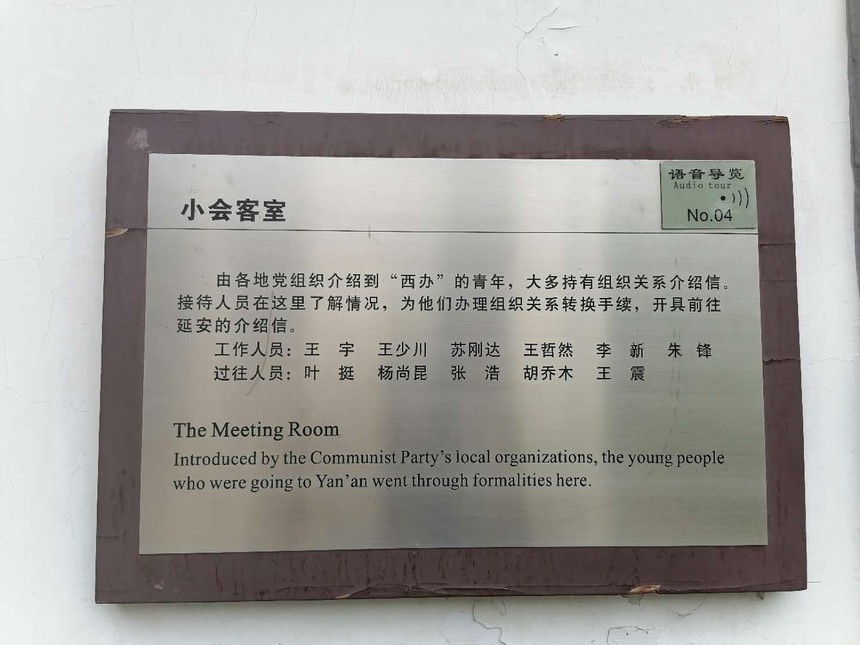 语音导览
Audio tour
No.04
小会客室
由各地党组织介绍到“西办”的青年，大多持有组织关系介绍信。
接待人员在这里了解情况，为他们办理组织关系转换手续，开具前往
延安的介绍信。
工作人员：王　宇　王少川　苏刚达　王哲然　李　新　朱　锋
过往人员：叶　挺　杨尚昆　张　浩　胡乔木　王　震
The Meeting Room
Introduced by the Communist Party's local organizations, the young people
who were going to Yan'an went through formalities here.